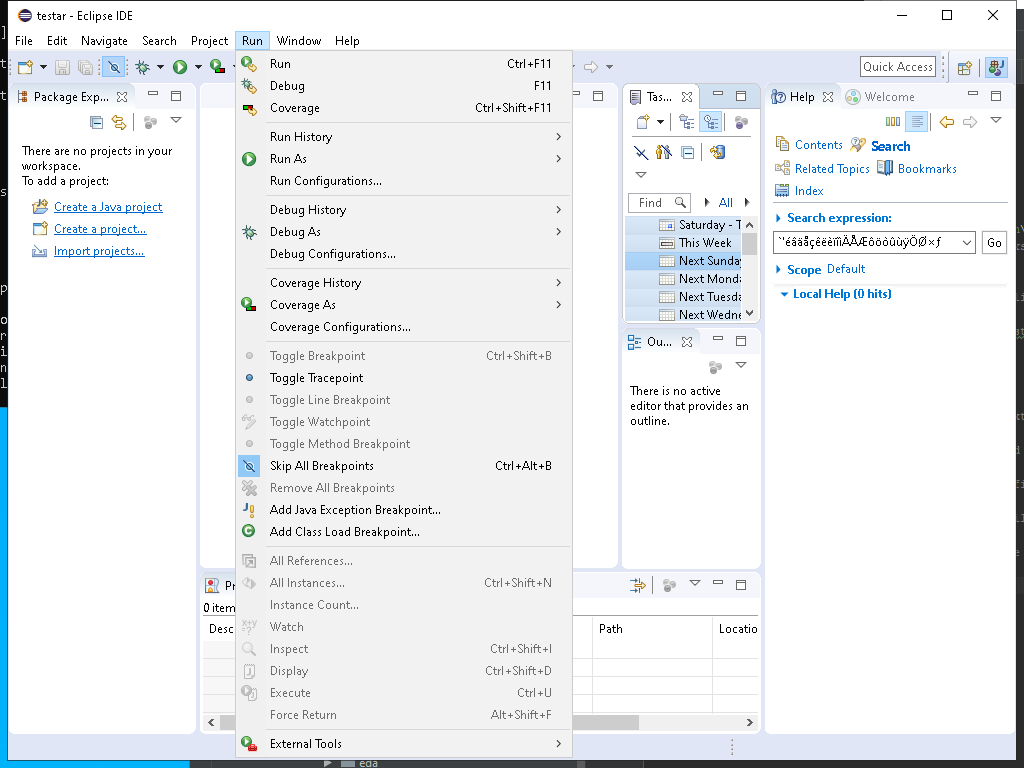 testar - Eclipse IDE
File Edit Navigate Search Project Run Window Help
Quick Access
Package Exp...
There are no projects in your
workspace.
To add a project:
Create a Java project
Create a project...
Import projects...
Run Ctrl+F11
Debug F11
Coverage Ctrl+Shift+F11
Run History
Run As
Run Configurations...
Debug History
Debug As
Debug Configurations...
Coverage History
Coverage As
Coverage Configurations...
Toggle Breakpoint Ctrl+Shift+B
Toggle Tracepoint
Toggle Line Breakpoint
Toggle Watchpoint
Toggle Method Breakpoint
Skip All Breakpoints Ctrl+Alt+B
Remove All Breakpoints
Add Java Exception Breakpoint...
Add Class Load Breakpoint...
All References...
All Instances... Ctrl+Shift+N
Instance Count...
Watch
Inspect Ctrl+Shift+I
Display Ctrl+Shift+D
Execute Ctrl+U
Force Return Alt+Shift+F
External Tools
Tas...
Find All
Saturday - T
This Week
Next Sunday
Next Monda
Next Tuesda
Next Wedne
Ou...
There is no active
editor that provides an
outline.
Help Welcome
Contents Search
Related Topics Bookmarks
Index
Search expression:
Go
Scope Default
Local Help (0 hits)
Pr
0 item
Desc Path Locatio
eda